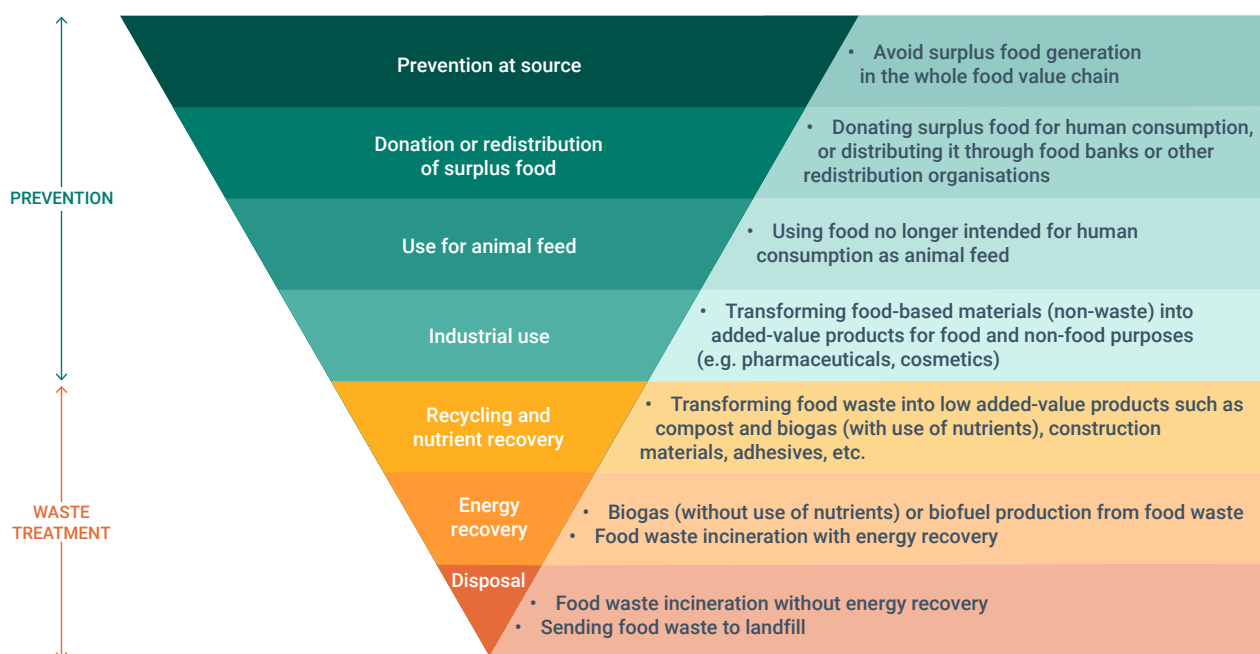 Prevention at source
• Avoid surplus food generation
in the whole food value chain
Donation or redistribution
of surplus food
• Donating surplus food for human consumption,
or distributing it through food banks or other
redistribution organisations
PREVENTION
Use for animal feed
• Using food no longer intended for human
consumption as animal feed
Industrial use
• Transforming food-based materials (non-waste) into
added-value products for food and non-food purposes
(e.g. pharmaceuticals, cosmetics)
Recycling and
nutrient recovery
• Transforming food waste into low added-value products such as
compost and biogas (with use of nutrients), construction
materials, adhesives, etc.
WASTE
TREATMENT
Energy
recovery
• Biogas (without use of nutrients) or biofuel production from food waste
• Food waste incineration with energy recovery
Disposal
• Food waste incineration without energy recovery
• Sending food waste to landfill